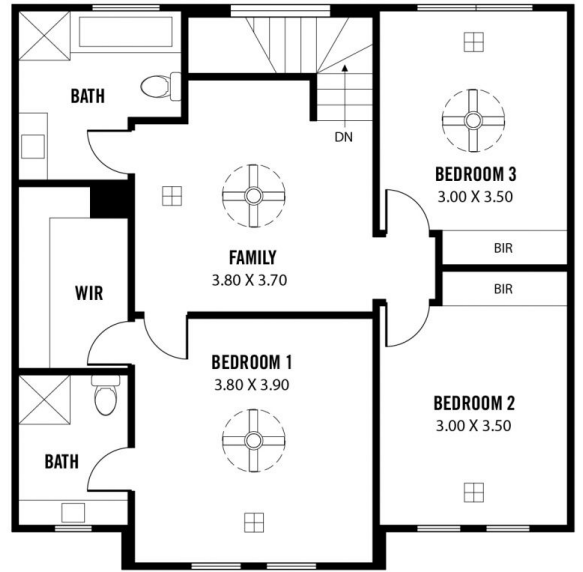 BATH
DN
BEDROOM 3
3.00 X 3.50
BIR
FAMILY
3.80 X 3.70
BIR
WIR
BEDROOM 1
3.80 X 3.90
BEDROOM 2
3.00 X 3.50
BATH